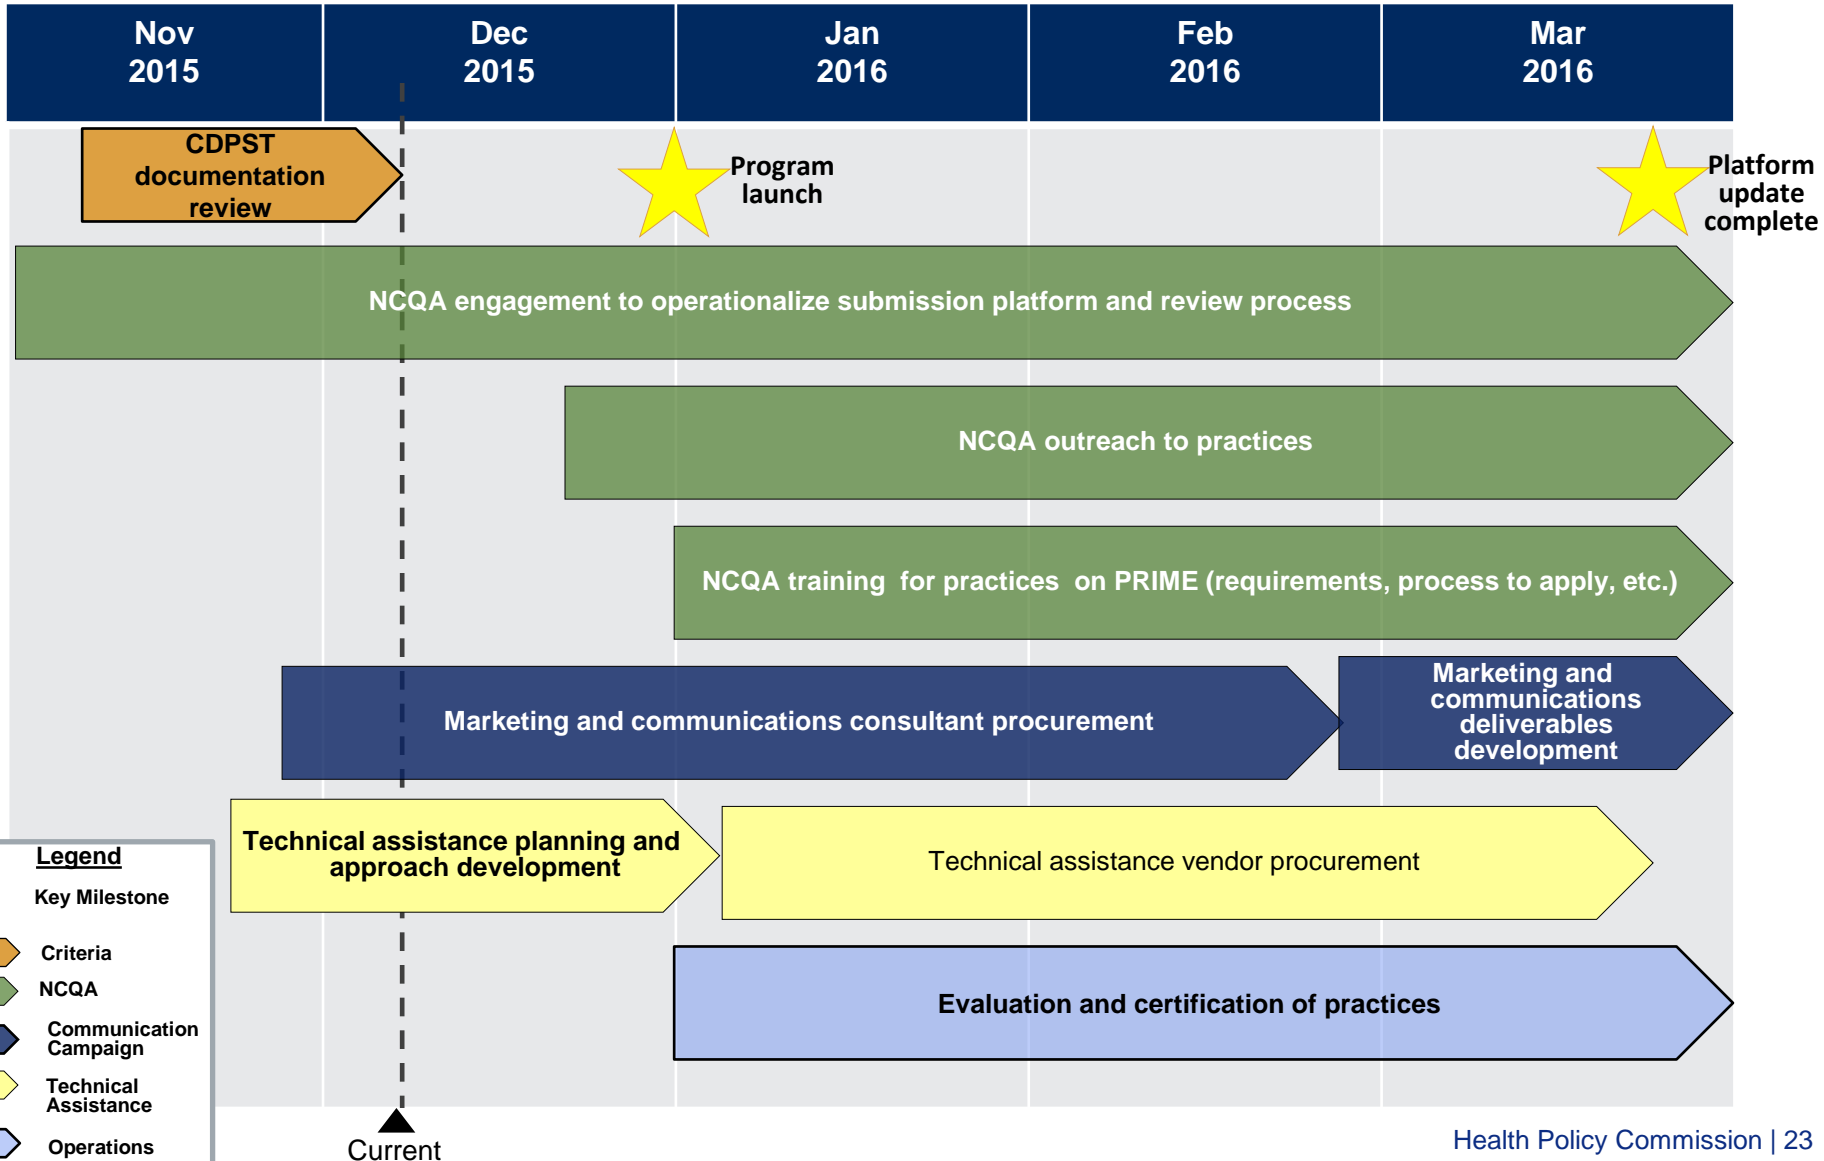 Nov
2015
Dec
2015
Jan
2016
Feb
2016
Mar
2016
CDPST
documentation
review
Program
launch
Platform
update
complete
NCQA engagement to operationalize submission platform and review process
NCQA outreach to practices
NCQA training for practices on PRIME (requirements, process to apply, etc.)
Marketing and communications consultant procurement
Marketing and
communications
deliverables
development
Technical assistance planning and
approach development
Technical assistance vendor procurement
Evaluation and certification of practices
Legend
Key Milestone
Criteria
NCQA
Communication
Campaign
Technical
Assistance
Operations
Current
Health Policy Commission | 23